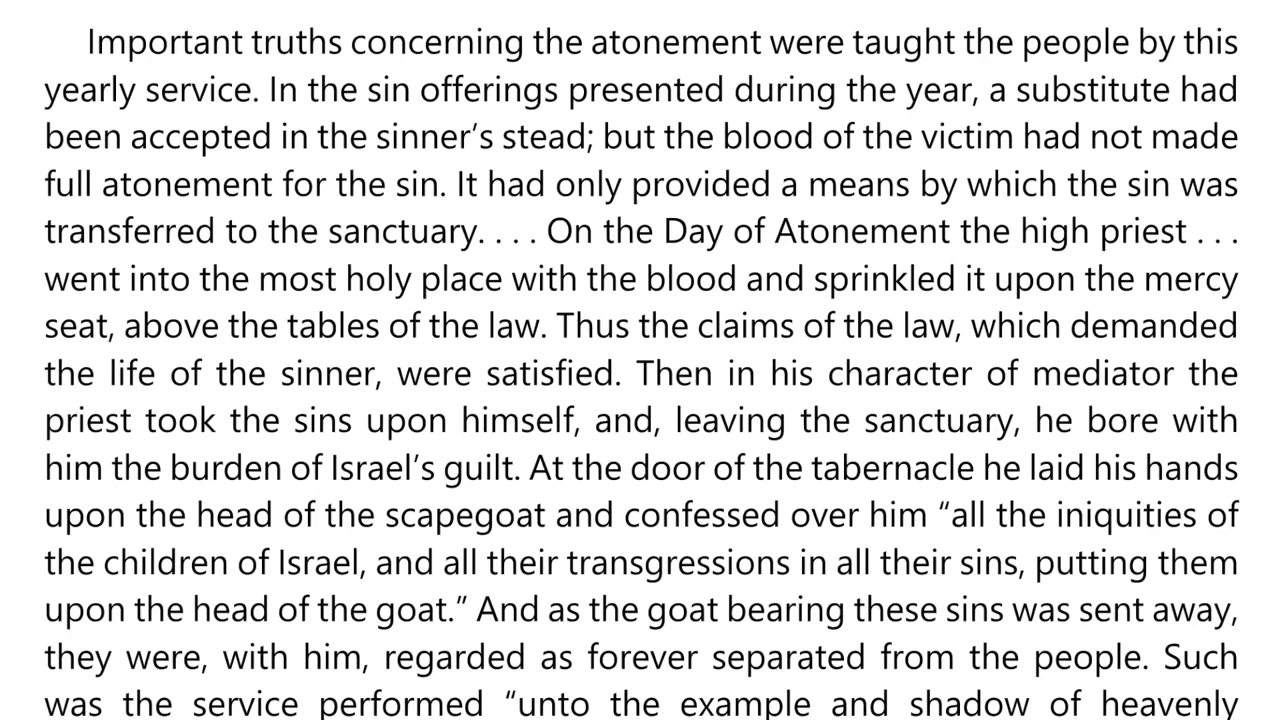 Important truths concerning the atonement were taught the people by this
yearly service. In the sin offerings presented during the year, a substitute had
been accepted in the sinner’s stead; but the blood of the victim had not made
full atonement for the sin. It had only provided a means by which the sin was
transferred to the sanctuary. . . . On the Day of Atonement the high priest . . .
went into the most holy place with the blood and sprinkled it upon the mercy
seat, above the tables of the law. Thus the claims of the law, which demanded
the life of the sinner, were satisfied. Then in his character of mediator the
priest took the sins upon himself, and, leaving the sanctuary, he bore with
him the burden of Israel’s guilt. At the door of the tabernacle he laid his hands
upon the head of the scapegoat and confessed over him “all the iniquities of
the children of Israel, and all their transgressions in all their sins, putting them
upon the head of the goat.” And as the goat bearing these sins was sent away,
they were, with him, regarded as forever separated from the people. Such
was the service performed “unto the example and shadow of heavenly